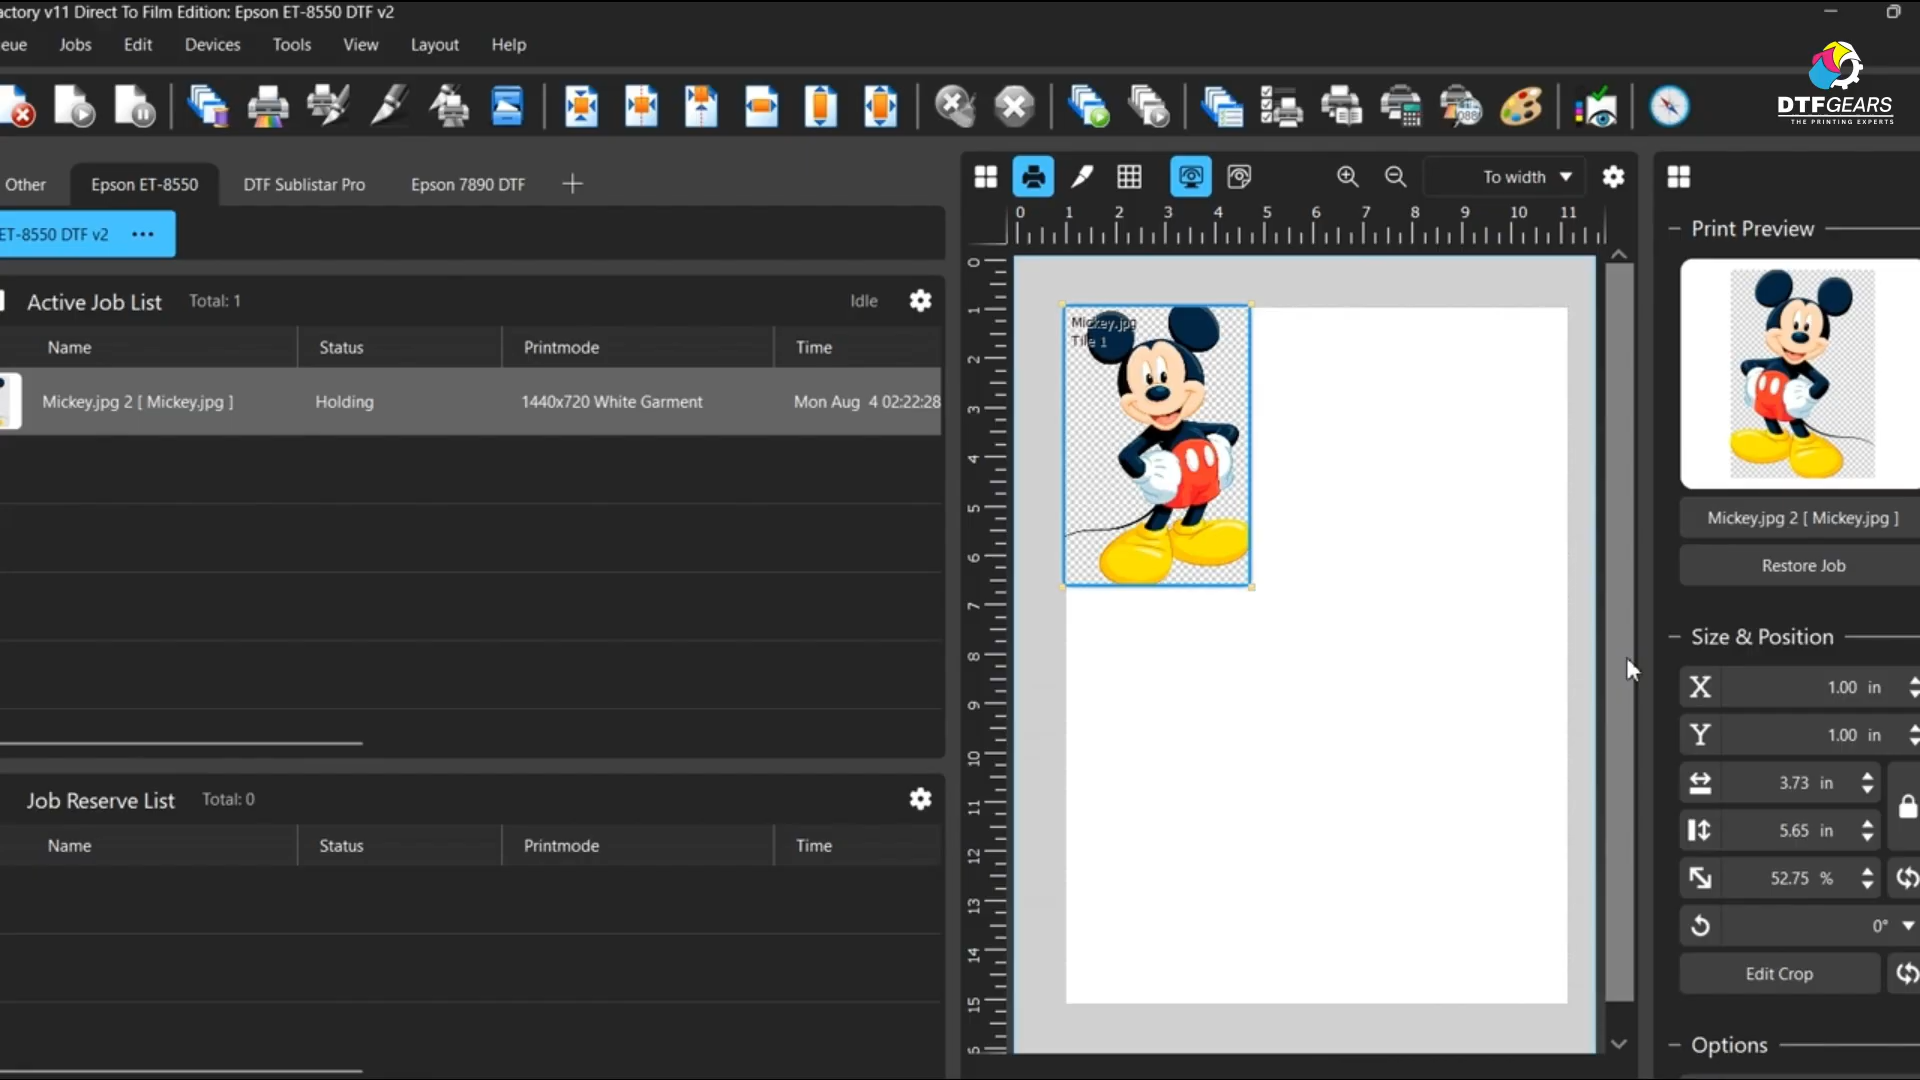 actory v11 Direct To Film Edition: Epson ET-8550 DTF v2
eue Jobs Edit Devices Tools View Layout Help
DTFGEARS
THE PRINTING EXPERTS
Other Epson ET-8550 DTF Sublistar Pro Epson 7890 DTF
To width
ET-8550 DTF v2 •••
0 1 2 3 4 5 6 7 8 9 10 11
Print Preview
Active Job List Total: 1 Idle
Name Status Printmode Time
Mickey.jpg 2 [ Mickey.jpg ] Holding 1440x720 White Garment Mon Aug 4 02:22:28
Mickey.jpg
Tile 1
0
1
2
3
4
5
6
7
8
9
10
11
12
13
14
15
Mickey.jpg 2 [ Mickey.jpg ]
Restore Job
Size & Position
X 1.00 in
Y 1.00 in
3.73 in
5.65 in
52.75 %
0°
Edit Crop
Options
Job Reserve List Total: 0
Name Status Printmode Time